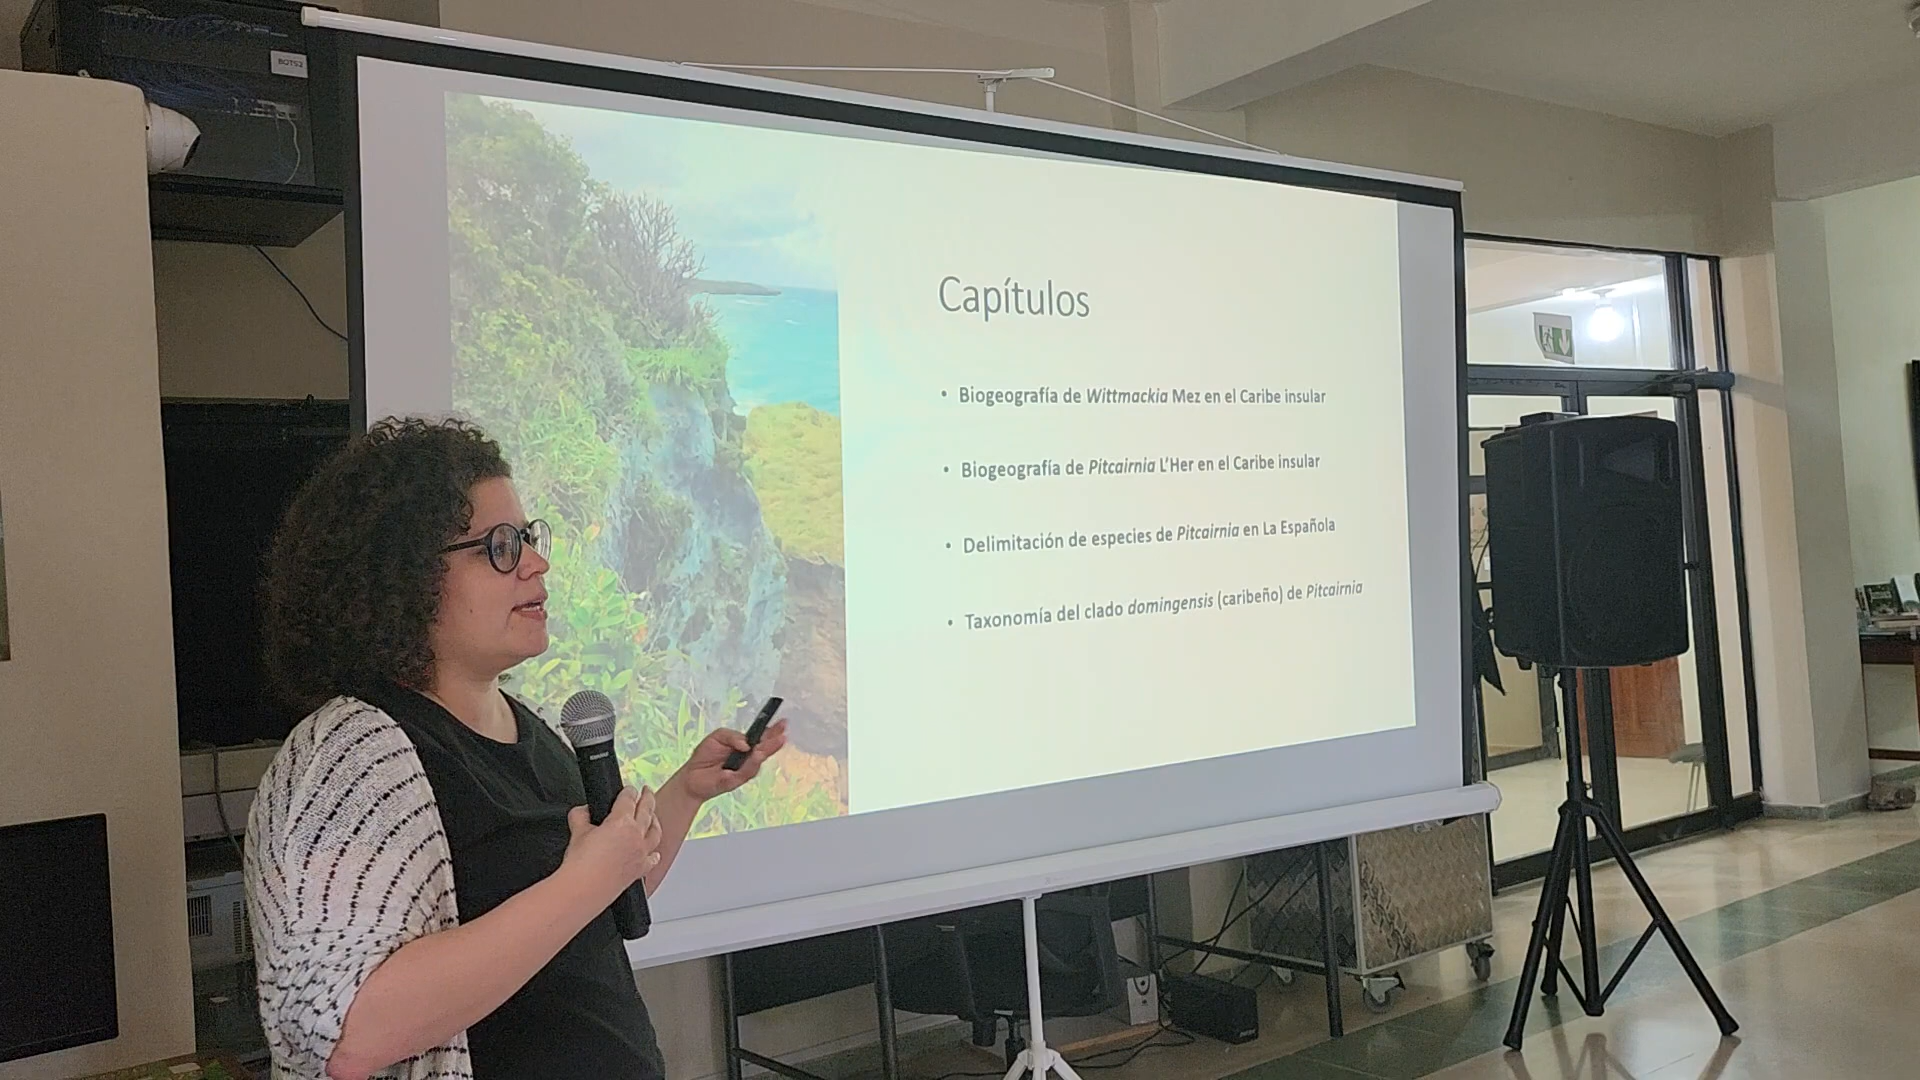 BOTS2
Capítulos
• Biogeografía de Wittmackia Mez en el Caribe insular
• Biogeografía de Pitcairnia L'Her en el Caribe insular
• Delimitación de especies de Pitcairnia en La Española
• Taxonomía del clado domingensis (caribeño) de Pitcairnia